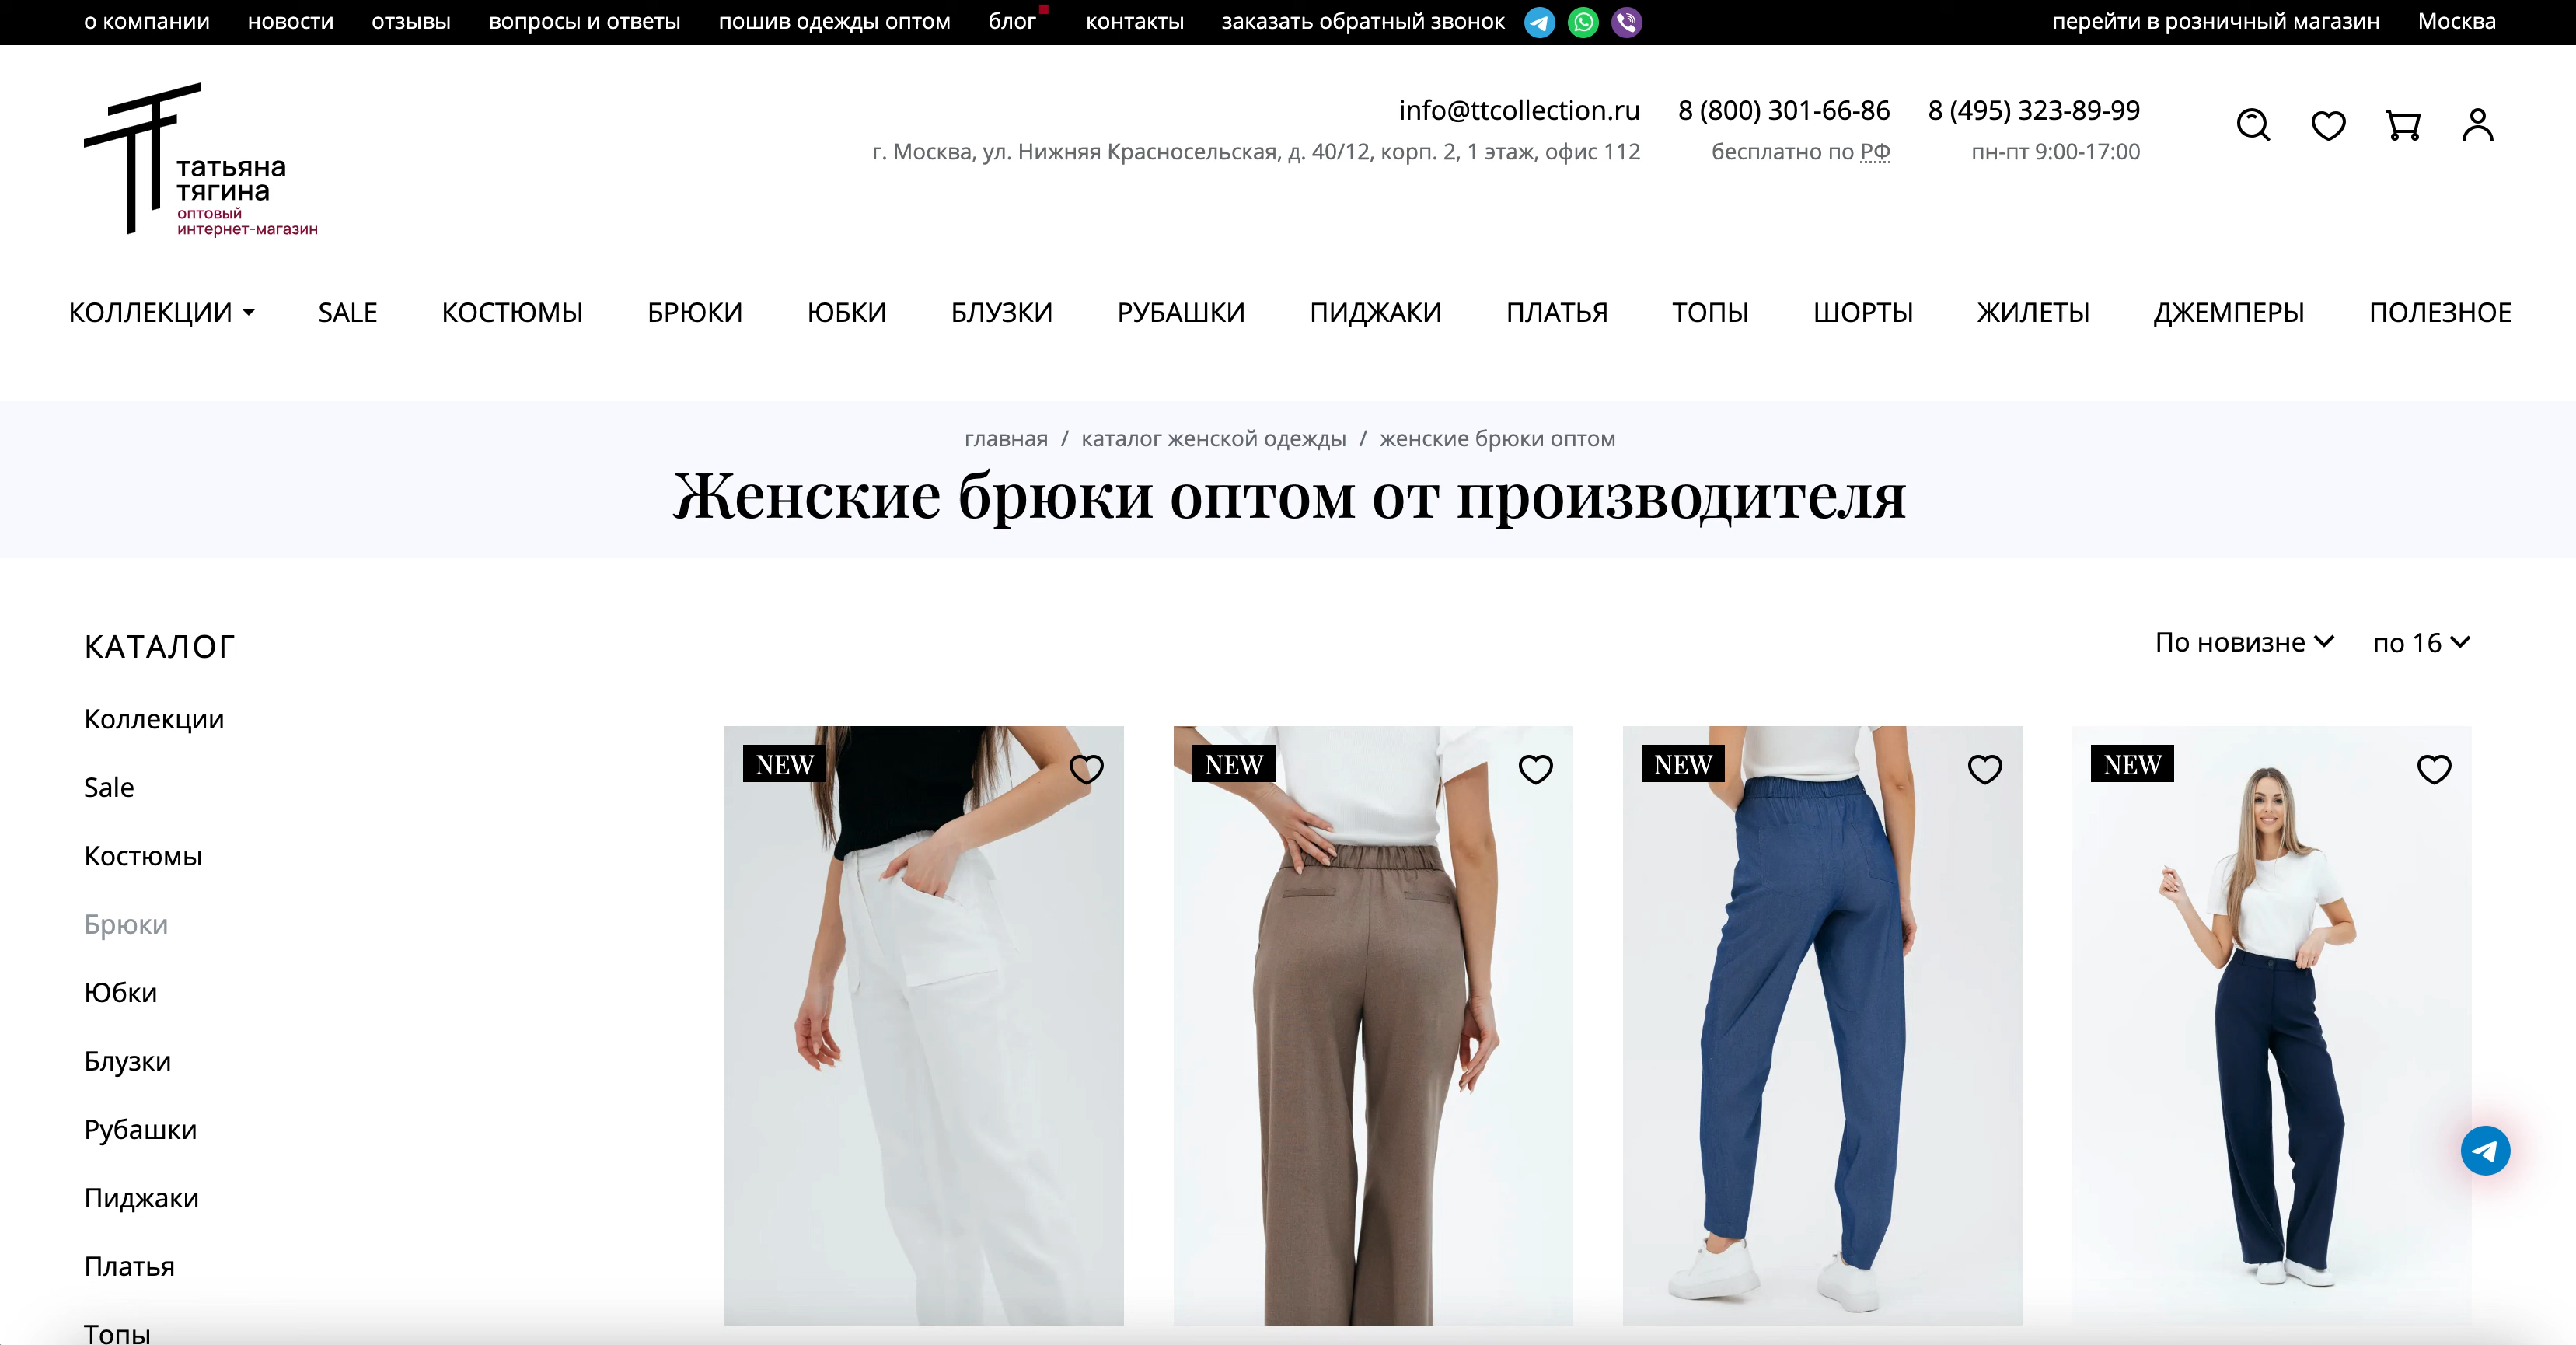 о компании новости отзывы вопросы и ответы пошив одежды оптом блог контакты заказать обратный звонок перейти в розничный магазин Москва
татьяна
тягина
оптовый
интернет-магазин
info@ttcollection.ru 8 (800) 301-66-86 8 (495) 323-89-99
г. Москва, ул. Нижняя Красносельская, д. 40/12, корп. 2, 1 этаж, офис 112 бесплатно по РФ пн-пт 9:00-17:00
КОЛЛЕКЦИИ SALE КОСТЮМЫ БРЮКИ ЮБКИ БЛУЗКИ РУБАШКИ ПИДЖАКИ ПЛАТЬЯ ТОПЫ ШОРТЫ ЖИЛЕТЫ ДЖЕМПЕРЫ ПОЛЕЗНОЕ
главная / каталог женской одежды / женские брюки оптом
Женские брюки оптом от производителя
КАТАЛОГ
По новизне по 16
Коллекции
Sale
Костюмы
Брюки
Юбки
Блузки
Рубашки
Пиджаки
Платья
Топы
NEW NEW NEW NEW